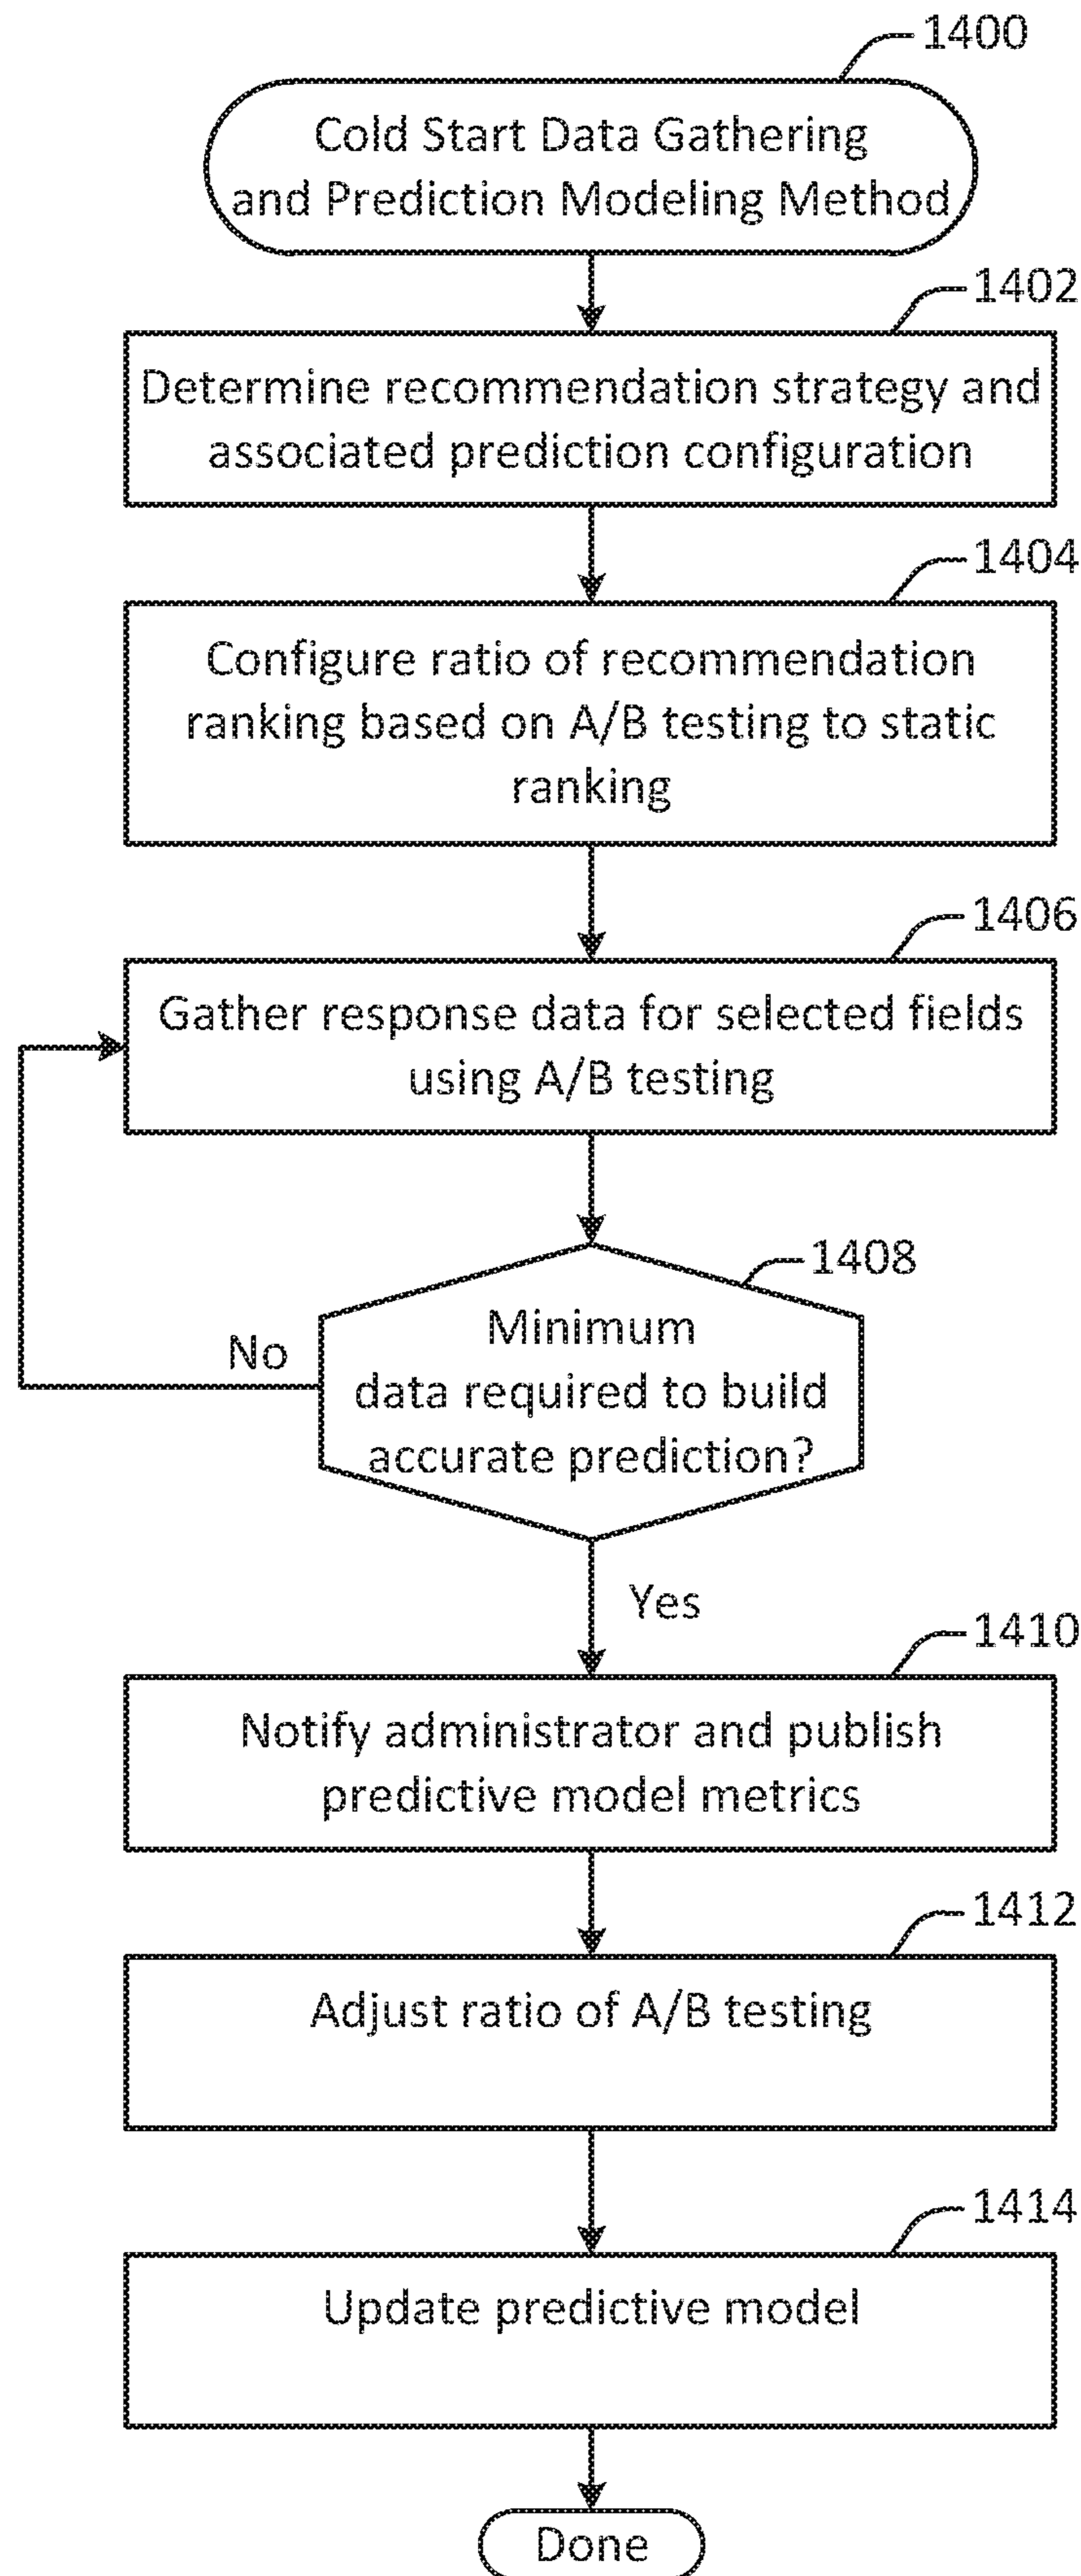 1400
Cold Start Data Gathering
and Prediction Modeling Method
1402
Determine recommendation strategy and
associated prediction configuration
1404
Configure ratio of recommendation
ranking based on A/B testing to static
ranking
1406
Gather response data for selected fields
using A/B testing
1408
Minimum
data required to build
accurate prediction?
No
Yes
1410
Notify administrator and publish
predictive model metrics
1412
Adjust ratio of A/B testing
1414
Update predictive model
Done